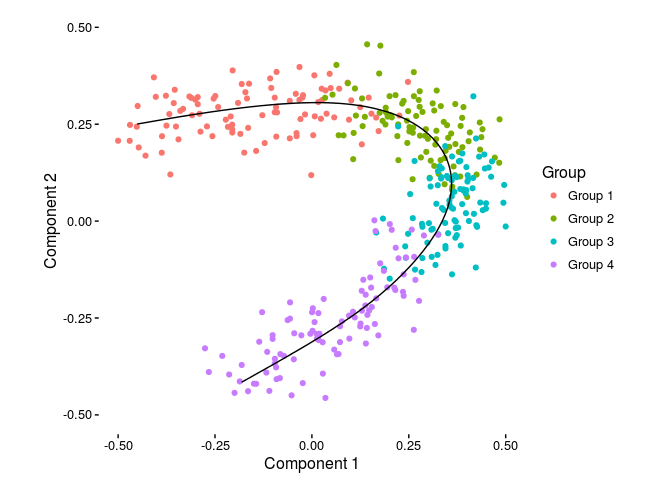 0.50
0.25
0.00
-0.25
-0.50
Component 2
-0.50 -0.25 0.00 0.25 0.50
Component 1
Group
Group 1
Group 2
Group 3
Group 4